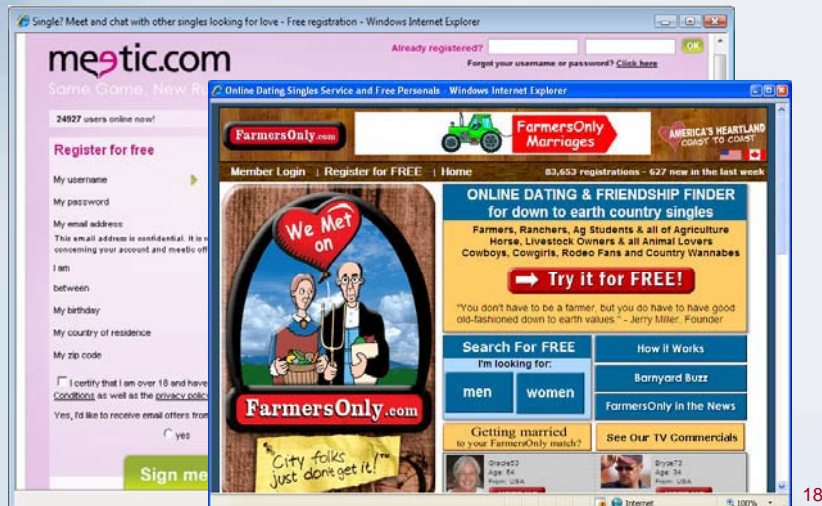 Single? Meet and chat with other singles looking for love - Free registration - Windows Internet Explorer
meetic.com
Already registered?
OK
Forgot your username or password? Click here
Same Game, New Ru
24927 users online now!
Register for free
My username
My password
My email address
This email address is confidential. It is n
concerning your account and meetic off
I am
between
My birthday
My country of residence
My zip code
I certify that I am over 18 and have
Conditions as well as the privacy policy
Yes, I'd like to receive email offers from
yes
Sign me
Online Dating Singles Service and Free Personals - Windows Internet Explorer
FarmersOnly.com
FarmersOnly
Marriages
AMERICA'S HEARTLAND
COAST TO COAST
Member Login | Register for FREE | Home
83,653 registrations - 627 new in the last week
We Met
on
FarmersOnly.com
City folks
just don't get it!™
ONLINE DATING & FRIENDSHIP FINDER
for down to earth country singles
Farmers, Ranchers, Ag Students & all of Agriculture
Horse, Livestock Owners & all Animal Lovers
Cowboys, Cowgirls, Rodeo Fans and Country Wannabes
Try it for FREE!
"You don't have to be a farmer, but you do have to have good
old-fashioned down to earth values." - Jerry Miller, Founder
Search For FREE
I'm looking for:
men women
How it Works
Barnyard Buzz
FarmersOnly in the News
Getting married
to your FarmersOnly match?
See Our TV Commercials
Gracie53
Age: 54
From: USA
Bryce73
Age: 34
From: USA
Internet
100%
18